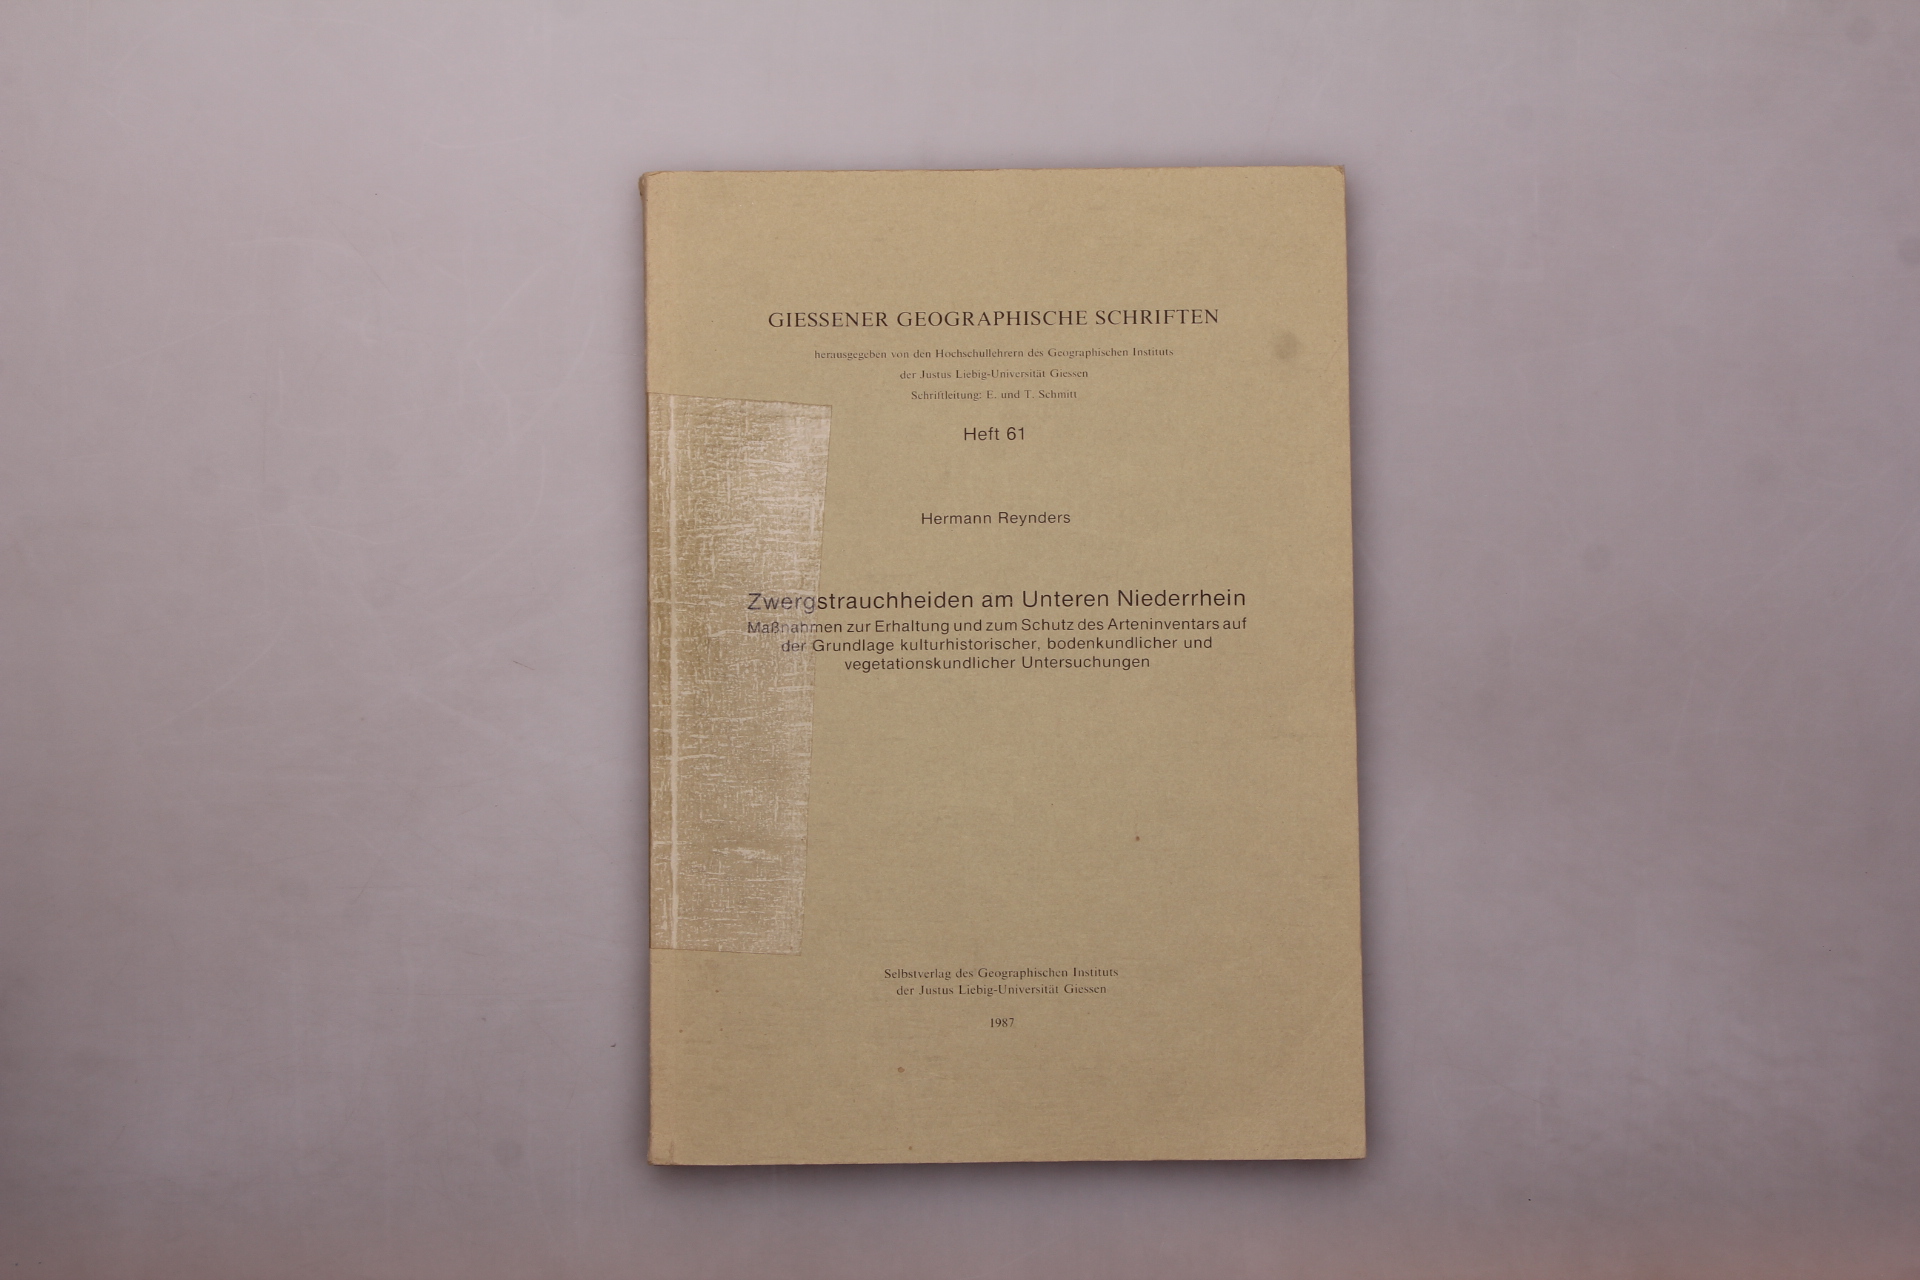 GIESSENER GEOGRAPHISCHE SCHRIFTEN
herausgegeben von den Hochschullehrern des Geographischen Instituts
der Justus Liebig-Universität Giessen
Schriftleitung: E. und T. Schmitt
Heft 61
Hermann Reynders
Zwergstrauchheiden am Unteren Niederrhein
Maßnahmen zur Erhaltung und zum Schutz des Arteninventars auf
der Grundlage kulturhistorischer, bodenkundlicher und
vegetationskundlicher Untersuchungen
Selbstverlag des Geographischen Instituts
der Justus Liebig-Universität Giessen
1987